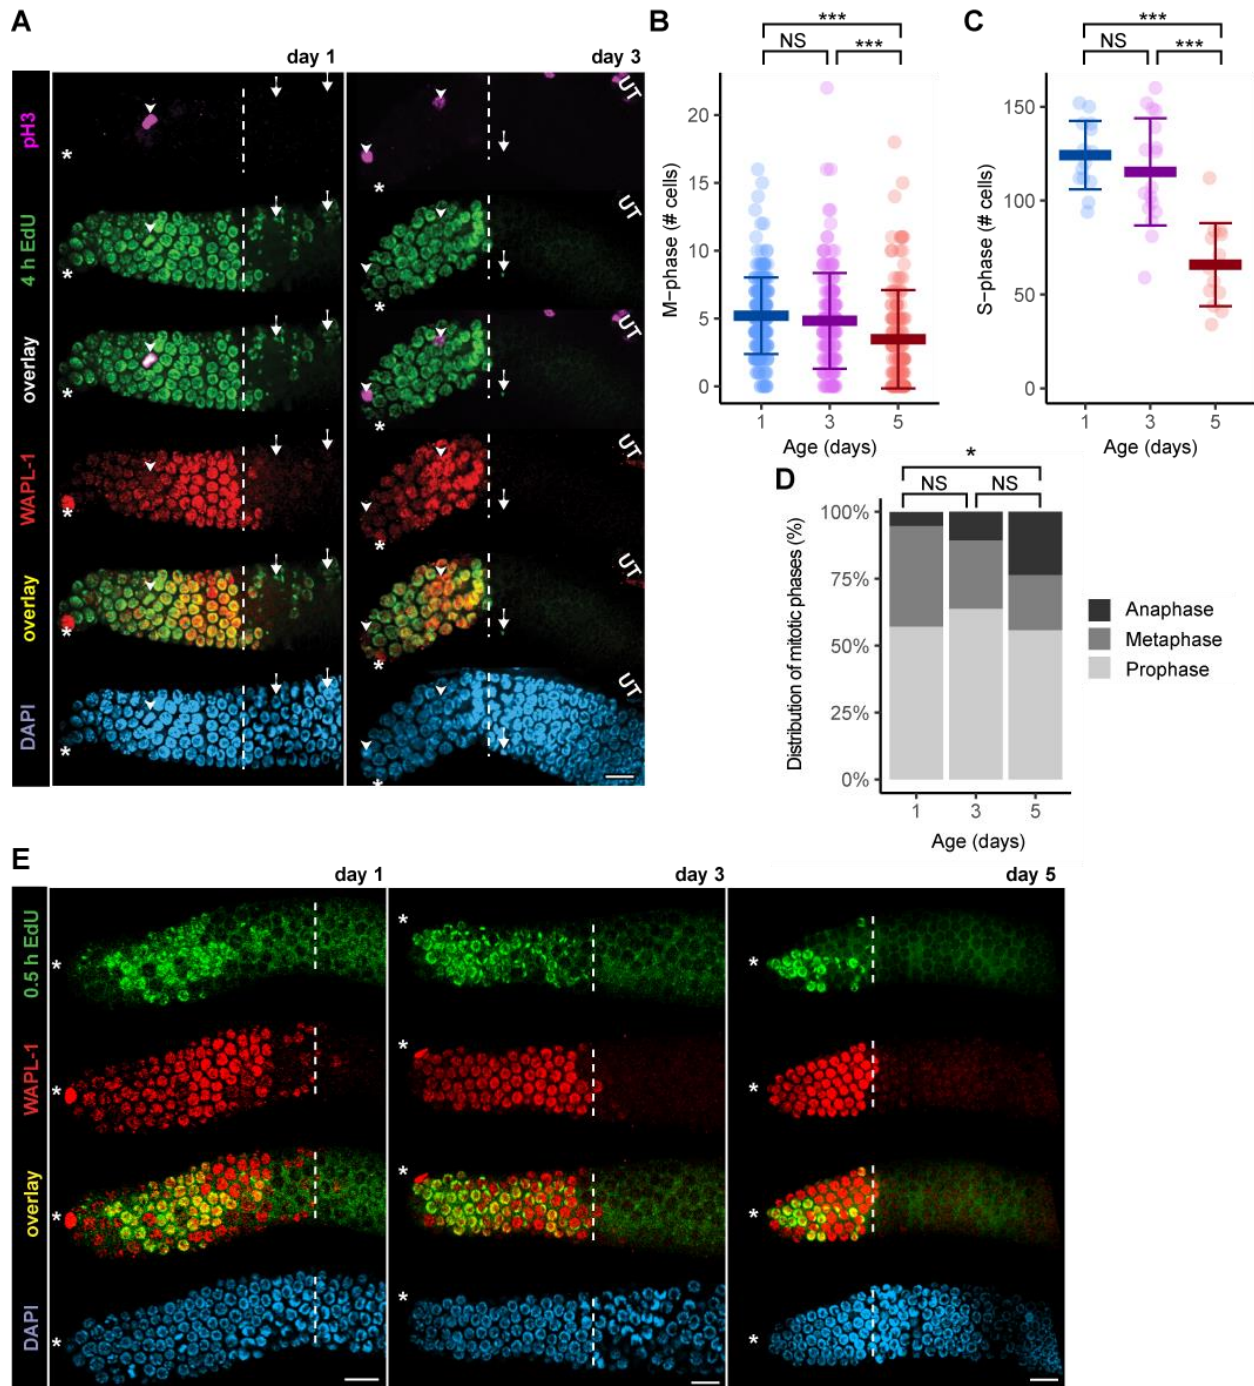 A
day 1
day 3
pH3
4 h EdU
overlay
WAPL-1
overlay
DAPI
*
*
*
*
*
*
*
*
*
*
*
*
UT
UT
UT
UT
UT
UT
B
***
NS
***
M−phase (# cells)
20
15
10
5
0
1
3
5
Age (days)
C
***
NS
***
S−phase (# cells)
150
100
50
0
1
3
5
Age (days)
D
*
NS
NS
Distribution of mitotic phases (%)
100%
75%
50%
25%
0%
1
3
5
Age (days)
Anaphase
Metaphase
Prophase
E
day 1
day 3
day 5
0.5 h EdU
WAPL-1
overlay
DAPI
*
*
*
*
*
*
*
*
*
*
*
*